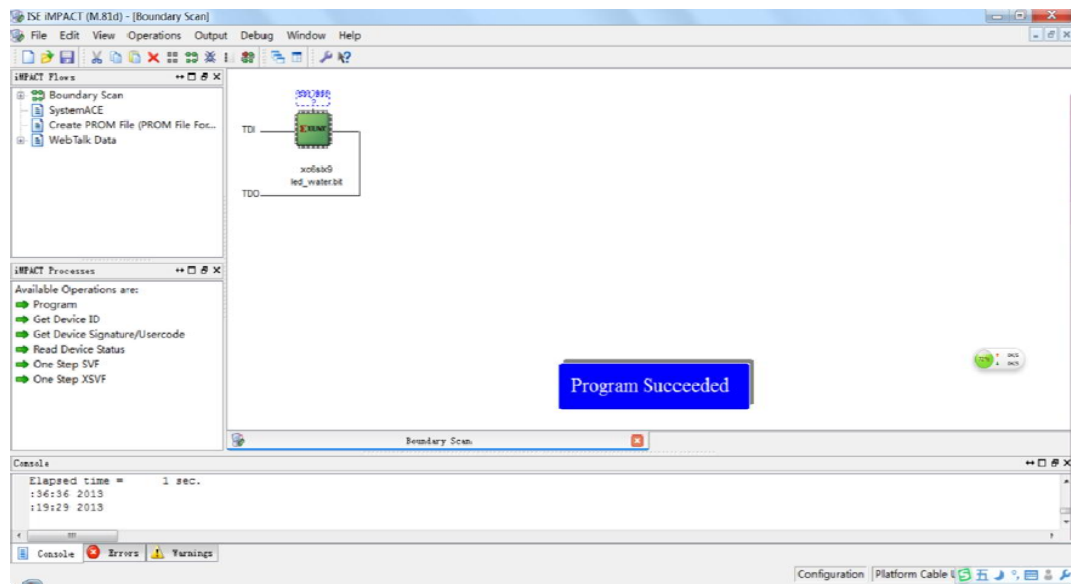 ISE iMPACT (M.81d) - [Boundary Scan]
File Edit View Operations Output Debug Window Help
iMPACT Flows
Boundary Scan
SystemACE
Create PROM File (PROM File For...
WebTalk Data
TDI
XILINX
xc6slx9
led_water.bit
TDO
iMPACT Processes
Available Operations are:
Program
Get Device ID
Get Device Signature/Usercode
Read Device Status
One Step SVF
One Step XSVF
Program Succeeded
Boundary Scan
Console
Elapsed time = 1 sec.
:36:36 2013
:19:29 2013
Console Errors Warnings
Configuration Platform Cable
五